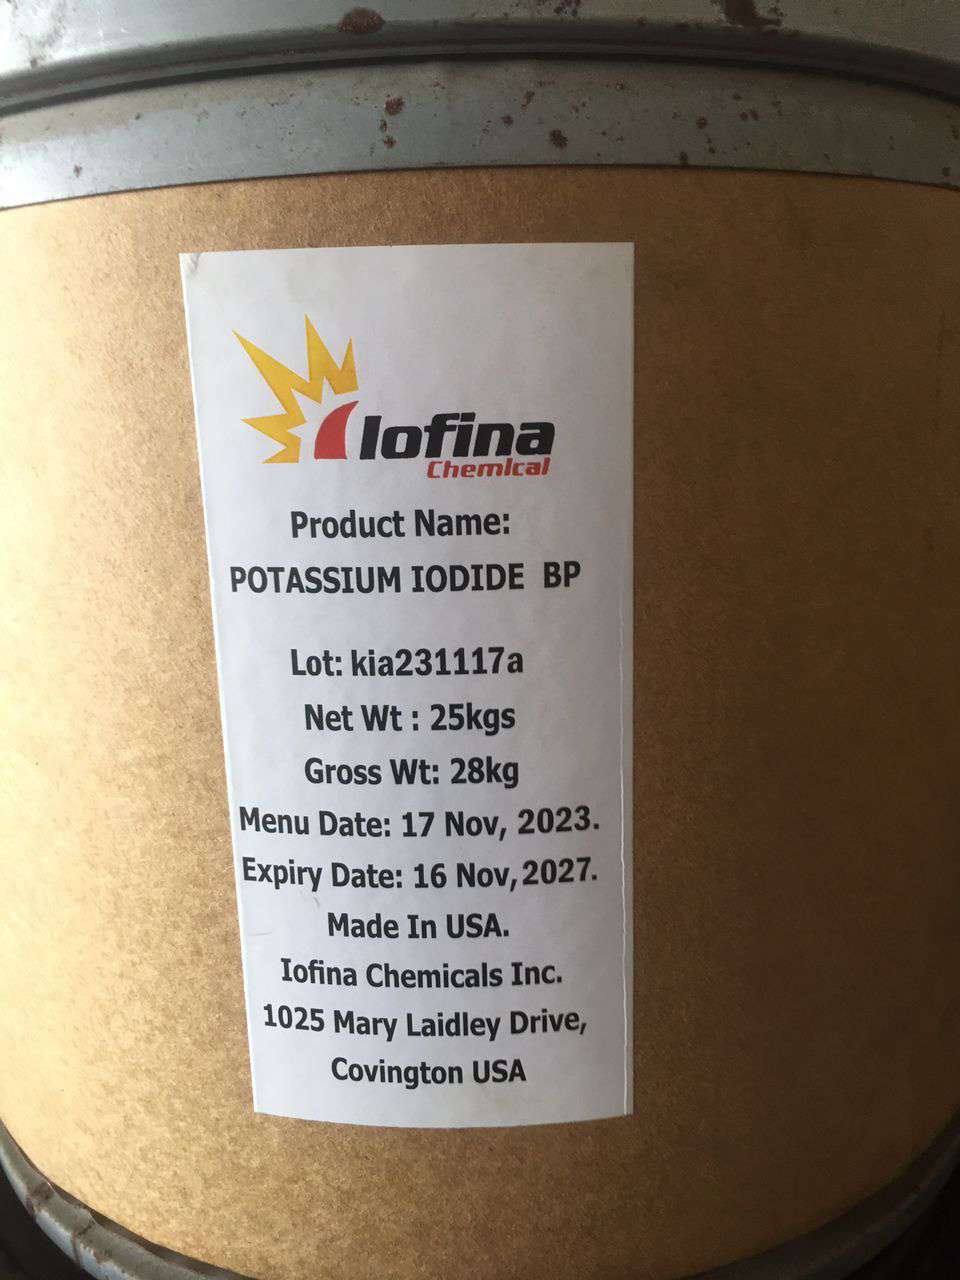 Iofina
Chemical
Product Name:
POTASSIUM IODIDE BP
Lot: kia231117a
Net Wt : 25kgs
Gross Wt: 28kg
Menu Date: 17 Nov, 2023.
Expiry Date: 16 Nov, 2027.
Made In USA.
Iofina Chemicals Inc.
1025 Mary Laidley Drive,
Covington USA